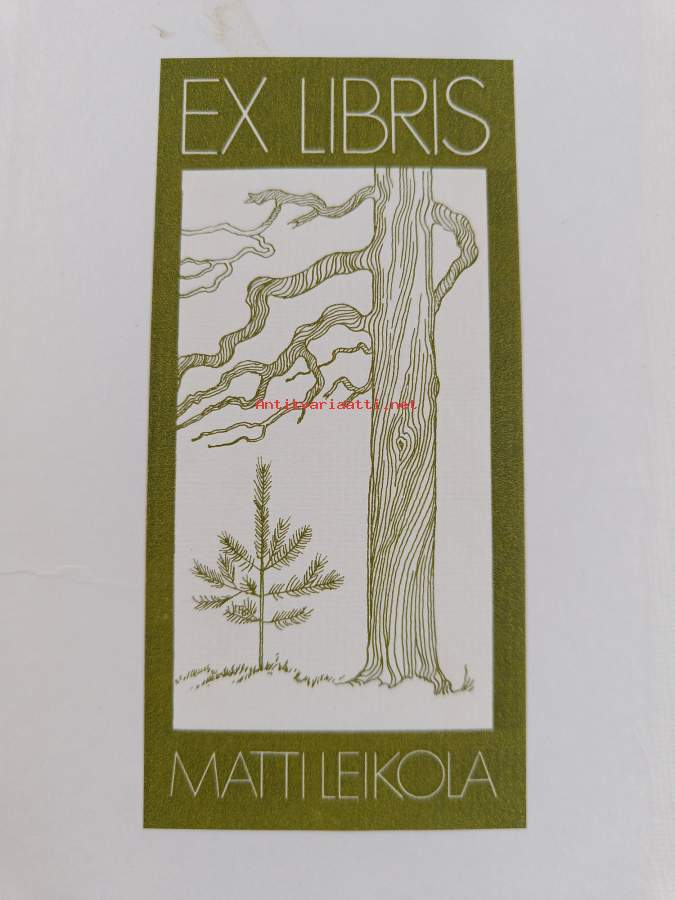 EX LIBRIS
Antikvariaatti.net
MATTI LEIKOLA